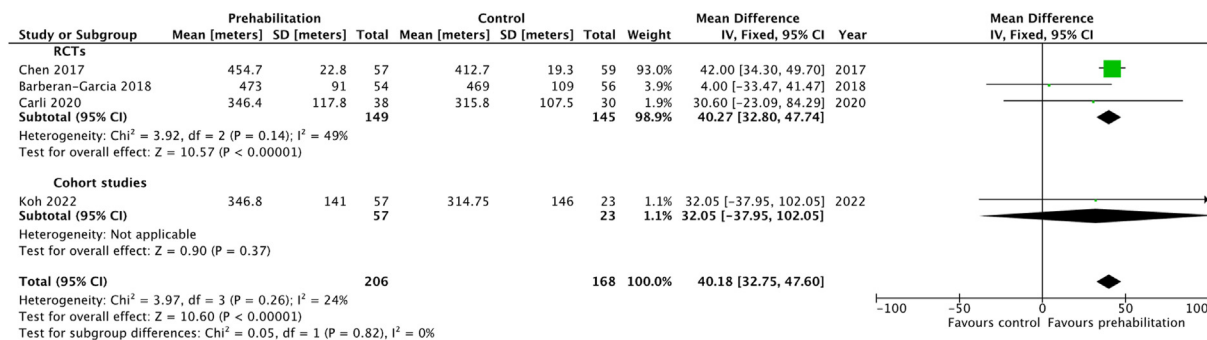 Prehabilitation Control Mean Difference Mean Difference
Study or Subgroup Mean [meters] SD [meters] Total Mean [meters] SD [meters] Total Weight IV, Fixed, 95% CI Year IV, Fixed, 95% CI
RCTs
Chen 2017 454.7 22.8 57 412.7 19.3 59 93.0% 42.00 [34.30, 49.70] 2017
Barberan-Garcia 2018 473 91 54 469 109 56 3.9% 4.00 [-33.47, 41.47] 2018
Carli 2020 346.4 117.8 38 315.8 107.5 30 1.9% 30.60 [-23.09, 84.29] 2020
Subtotal (95% CI) 149 145 98.9% 40.27 [32.80, 47.74]
Heterogeneity: Chi² = 3.92, df = 2 (P = 0.14); I² = 49%
Test for overall effect: Z = 10.57 (P < 0.00001)
Cohort studies
Koh 2022 346.8 141 57 314.75 146 23 1.1% 32.05 [-37.95, 102.05] 2022
Subtotal (95% CI) 57 23 1.1% 32.05 [-37.95, 102.05]
Heterogeneity: Not applicable
Test for overall effect: Z = 0.90 (P = 0.37)
Total (95% CI) 206 168 100.0% 40.18 [32.75, 47.60]
Heterogeneity: Chi² = 3.97, df = 3 (P = 0.26); I² = 24%
Test for overall effect: Z = 10.60 (P < 0.00001)
Test for subgroup differences: Chi² = 0.05, df = 1 (P = 0.82), I² = 0%
-100 -50 0 50 100
Favours control Favours prehabilitation